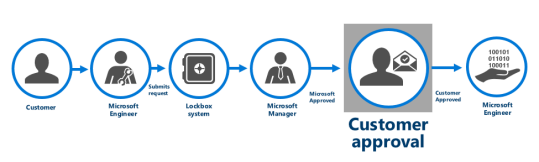 100101
011010
100011
Customer
Microsoft
Engineer
Submits
request
Lockbox
system
Microsoft
Manager
Microsoft
Approved
Customer
approval
Customer
Approved
Microsoft
Engineer